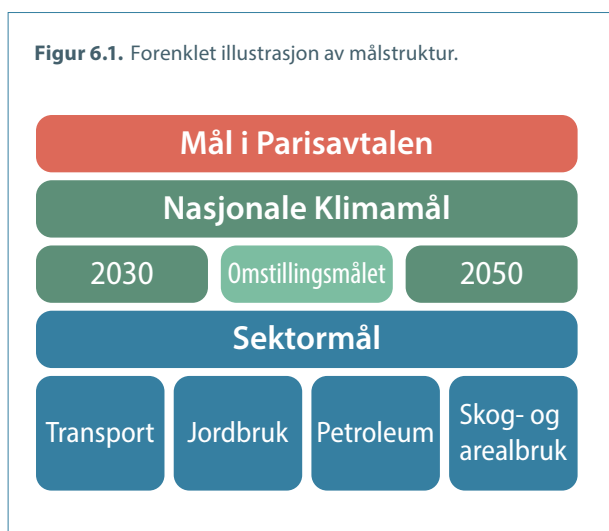 Figur 6.1. Forenklet illustrasjon av målstruktur.
Mål i Parisavtalen
Nasjonale Klimamål
2030
Omstillingsmålet
2050
Sektormål
Transport
Jordbruk
Petroleum
Skog- og
arealbruk